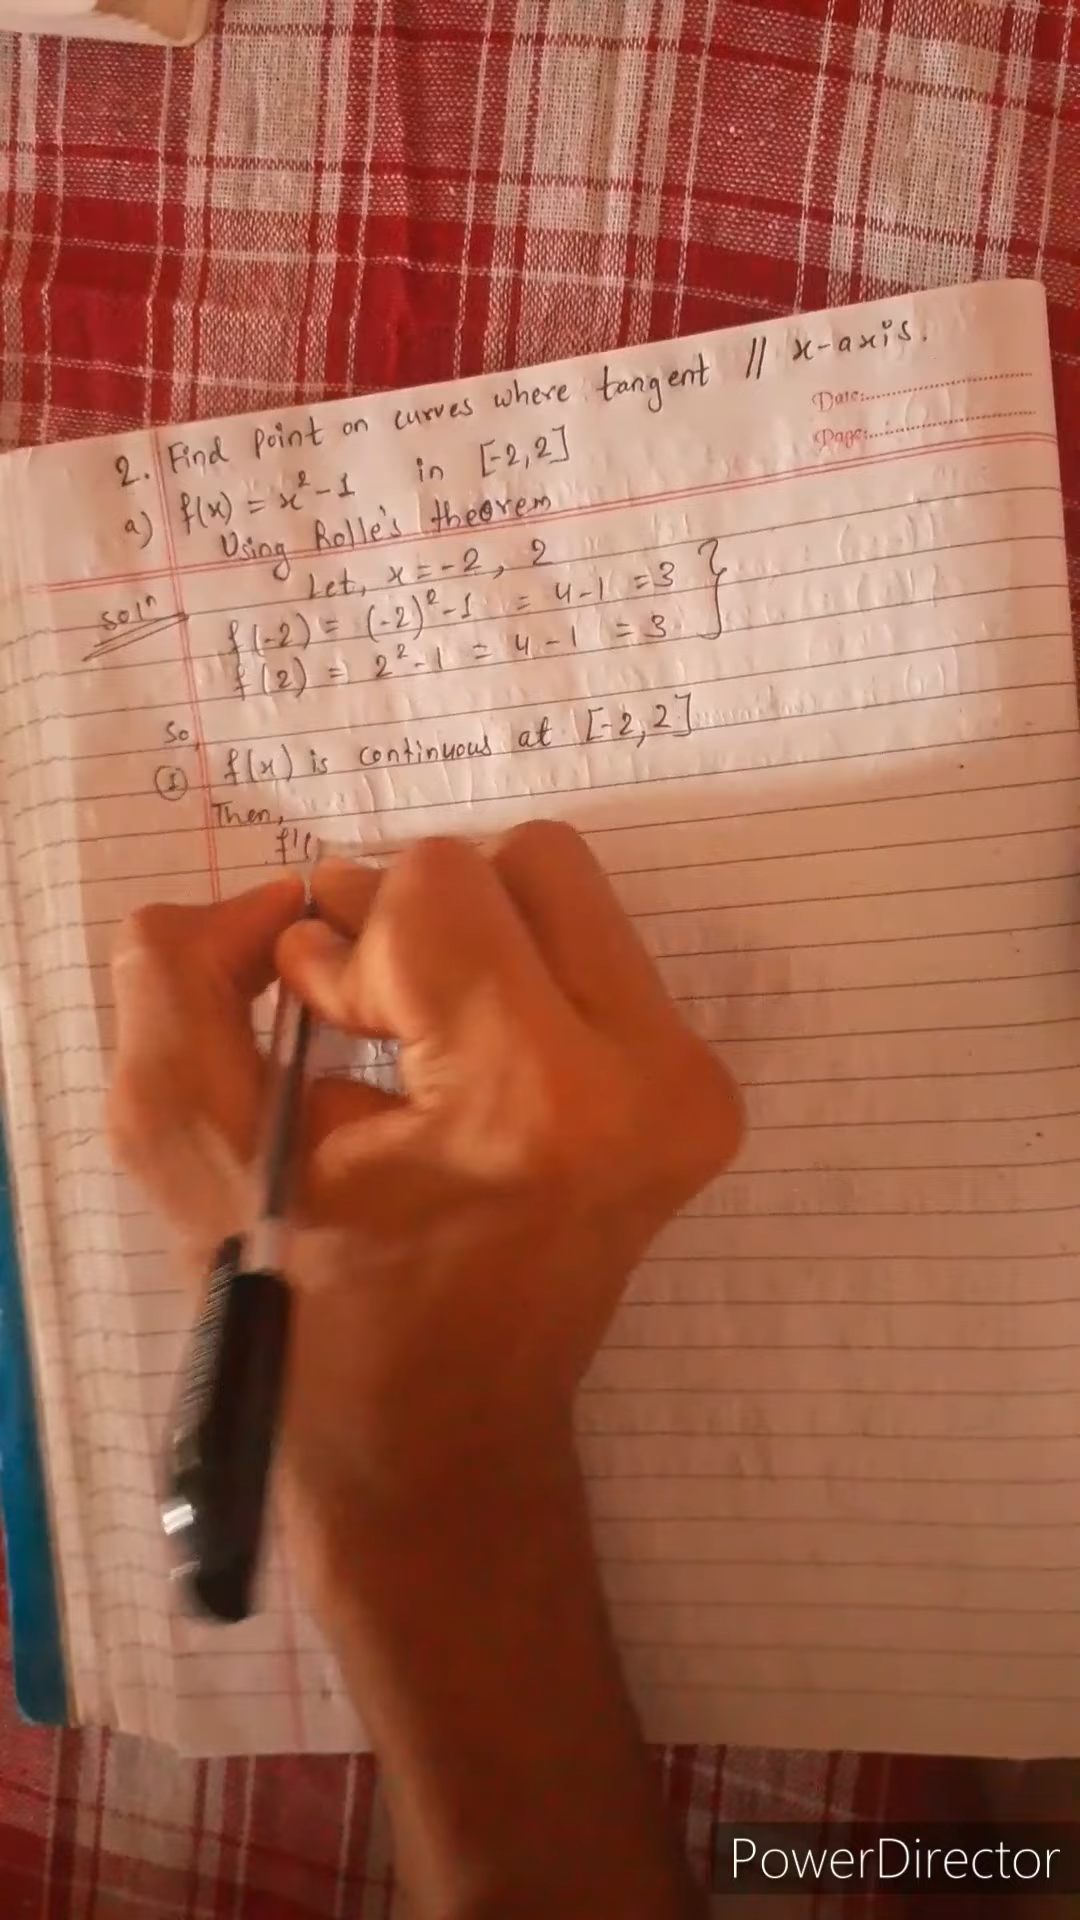 2. Find point on curves where tangent // x-axis.
Date:
Page:
a) f(x) = x²-1 in [-2,2]
Using Rolle's theorem
soln
Let, x = -2, 2
f(-2) = (-2)²-1 = 4-1 = 3 }
f(2) = 2²-1 = 4-1 = 3
So,
① f(x) is continuous at [-2,2]
Then,
f'(
PowerDirector